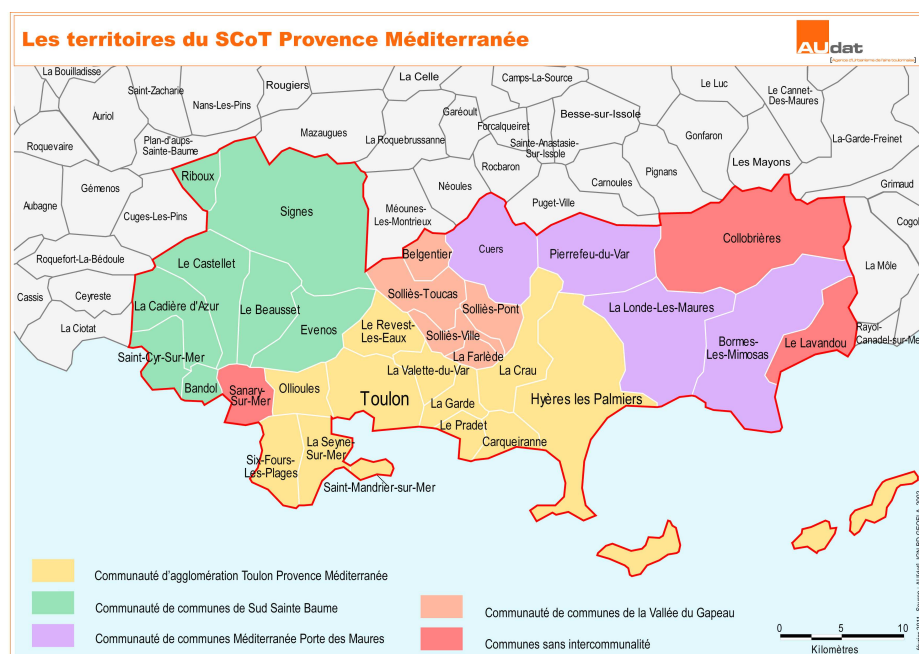 Les territoires du SCoT Provence Méditerranée
AUdat
La Bouilladisse
Saint-Zacharie
Rougiers
La Celle
Camps-La-Source
Le Luc
Le Cannet-
Des-Maures
Auriol
Nans-Les-Pins
Garéoult
Forcalqueiret
Besse-sur-Issole
Roquevaire
Plan-d'aups-
Sainte-Baume
Mazaugues
La Roquebrussanne
Sainte-Anastasie-
Sur-Issole
Gonfaron
La-Garde-Freinet
Riboux
Rocbaron
Les Mayons
Gémenos
Néoules
Carnoules
Pignans
Grimaud
Aubagne
Cuges-Les-Pins
Signes
Méounes-
Les-Montrieux
Puget-Ville
Cogol
Collobrières
Roquefort-La-Bédoule
Le Castellet
Belgentier
Cuers
Pierrefeu-du-Var
La Môle
Cassis
Ceyreste
La Cadière d'Azur
Le Beausset
Solliès-Toucas
Solliès-Pont
La Londe-Les-Maures
La Ciotat
Evenos
Le Revest-
Les-Eaux
Solliès-Ville
Bormes-
Les-Mimosas
Le Lavandou
Rayol-
Canadel-sur-Mer
Saint-Cyr-Sur-Mer
La Farlède
Bandol
Sanary-
Sur-Mer
Ollioules
La Valette-du-Var
La Crau
Toulon
La Garde
Hyères les Palmiers
Le Pradet
Carqueiranne
La Seyne-
Sur-Mer
Six-Fours-
Les-Plages
Saint-Mandrier-sur-Mer
Communauté d'agglomération Toulon Provence Méditerranée
Communauté de communes de Sud Sainte Baume
Communauté de communes Méditerranée Porte des Maures
Communauté de communes de la Vallée du Gapeau
Communes sans intercommunalité
0 5 10
Kilomètres